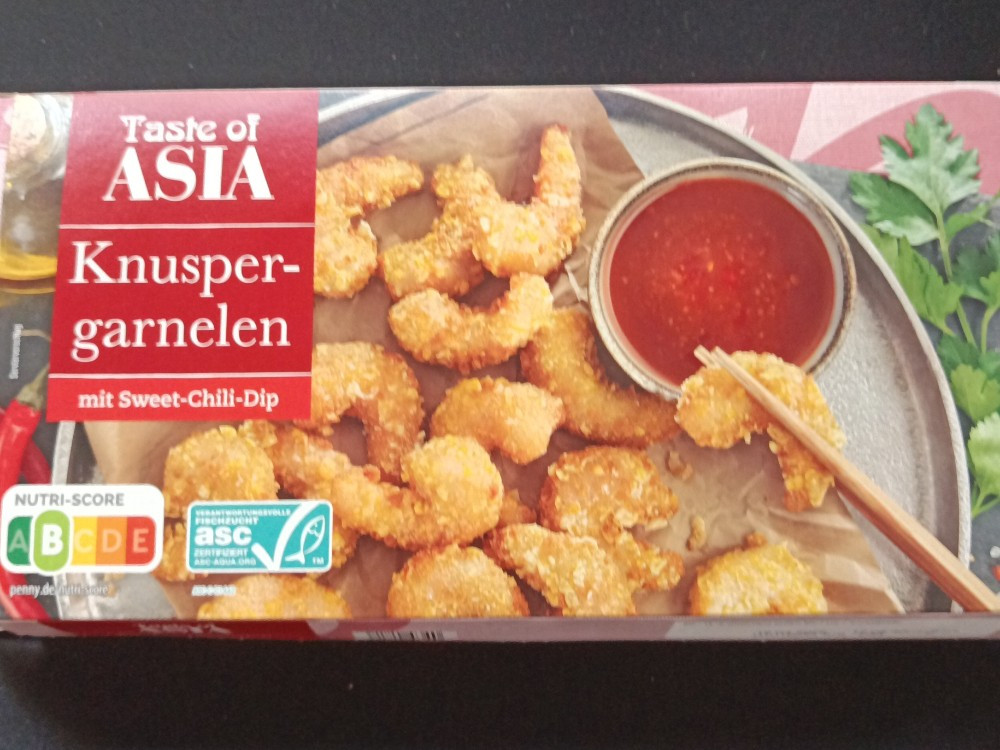 Taste of
ASIA
Knusper-
garnelen
mit Sweet-Chili-Dip
NUTRI-SCORE
A B C D E
penny.de/nutri-score
VERANTWORTUNGSVOLLE
FISCHZUCHT
asc
ZERTIFIZIERT
ASC-AQUA.ORG
TM